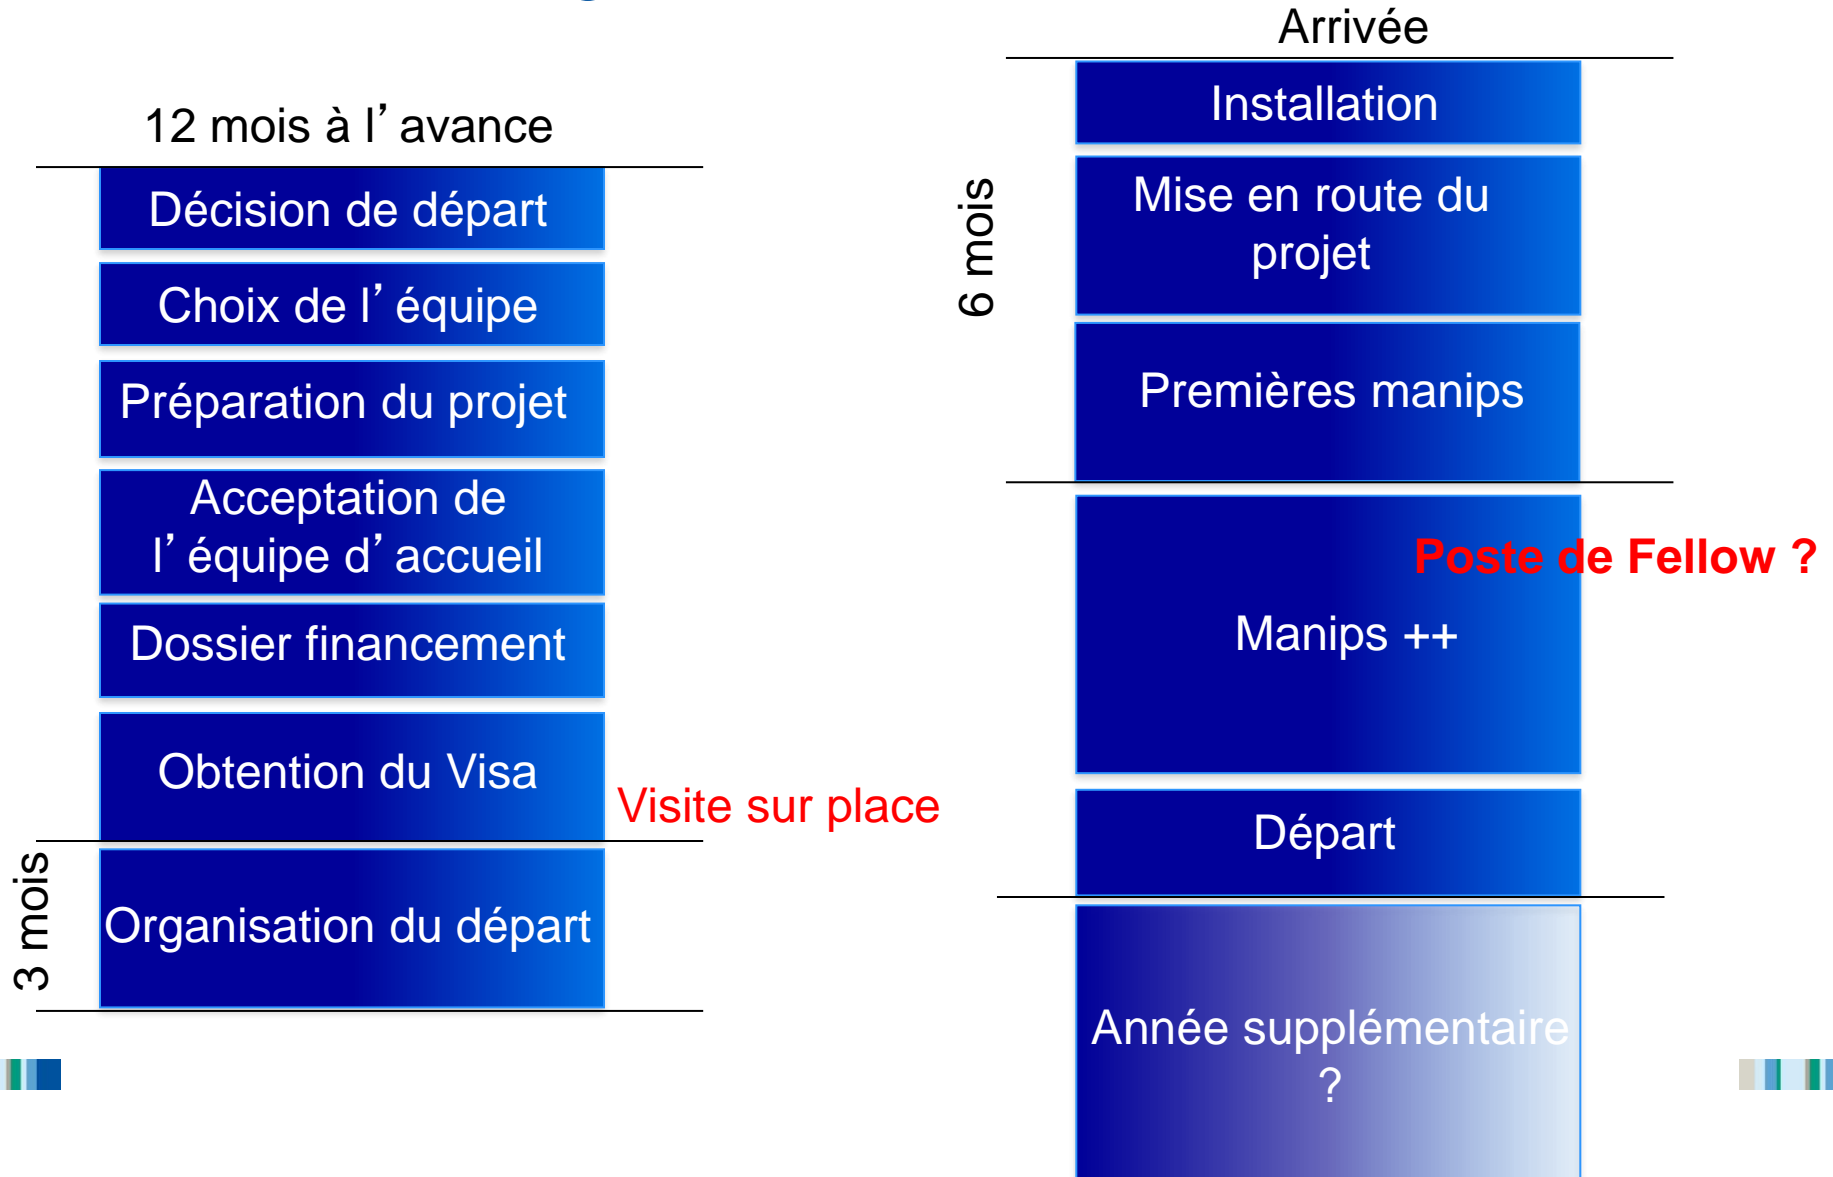 12 mois à l’avance
Décision de départ
Choix de l’équipe
Préparation du projet
Acceptation de
l’équipe d’accueil
Dossier financement
Obtention du Visa
Visite sur place
3 mois
Organisation du départ
Arrivée
Installation
6 mois
Mise en route du
projet
Premières manips
Poste de Fellow ?
Manips ++
Départ
Année supplémentaire
?